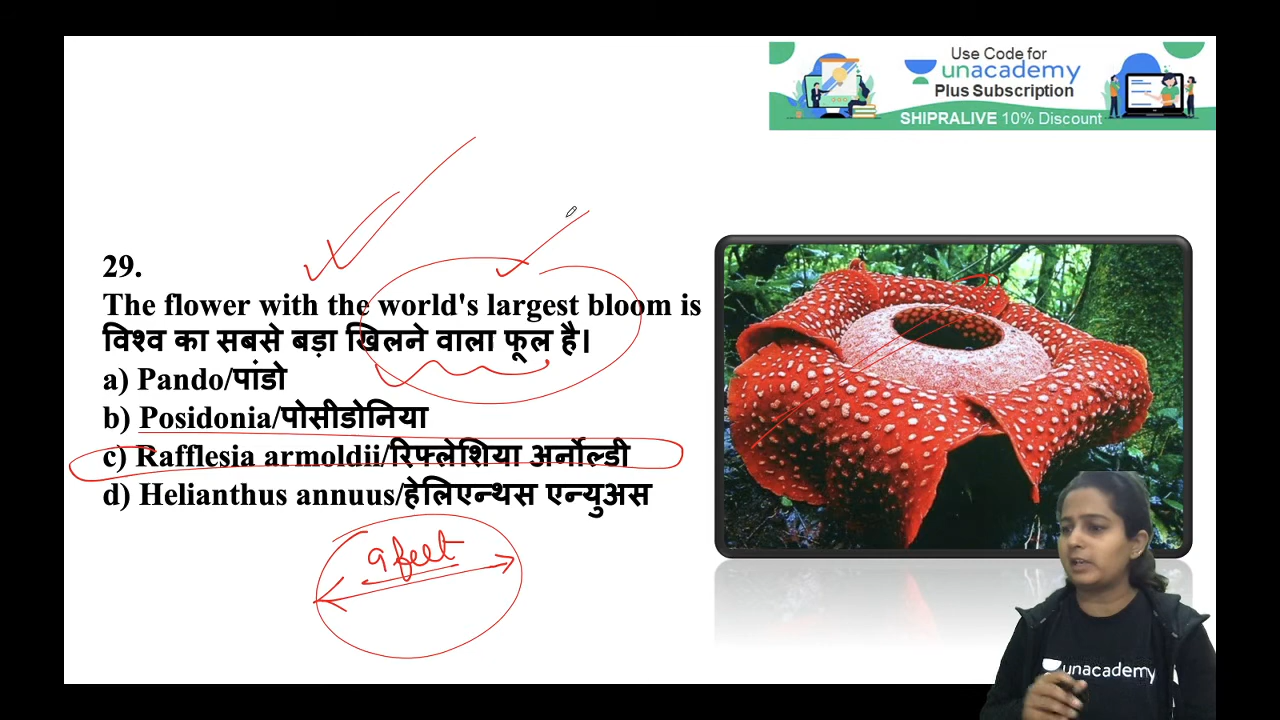 Use Code for
unacademy
Plus Subscription
SHIPRALIVE 10% Discount
29.
The flower with the world's largest bloom is
विश्व का सबसे बड़ा खिलने वाला फूल है।
a) Pando/पांडो
b) Posidonia/पोसीडोनिया
c) Rafflesia armoldii/रिफ्लेशिया अर्नोल्डी
d) Helianthus annuus/हेलिएन्थस एन्युअस
9 feet
unacademy